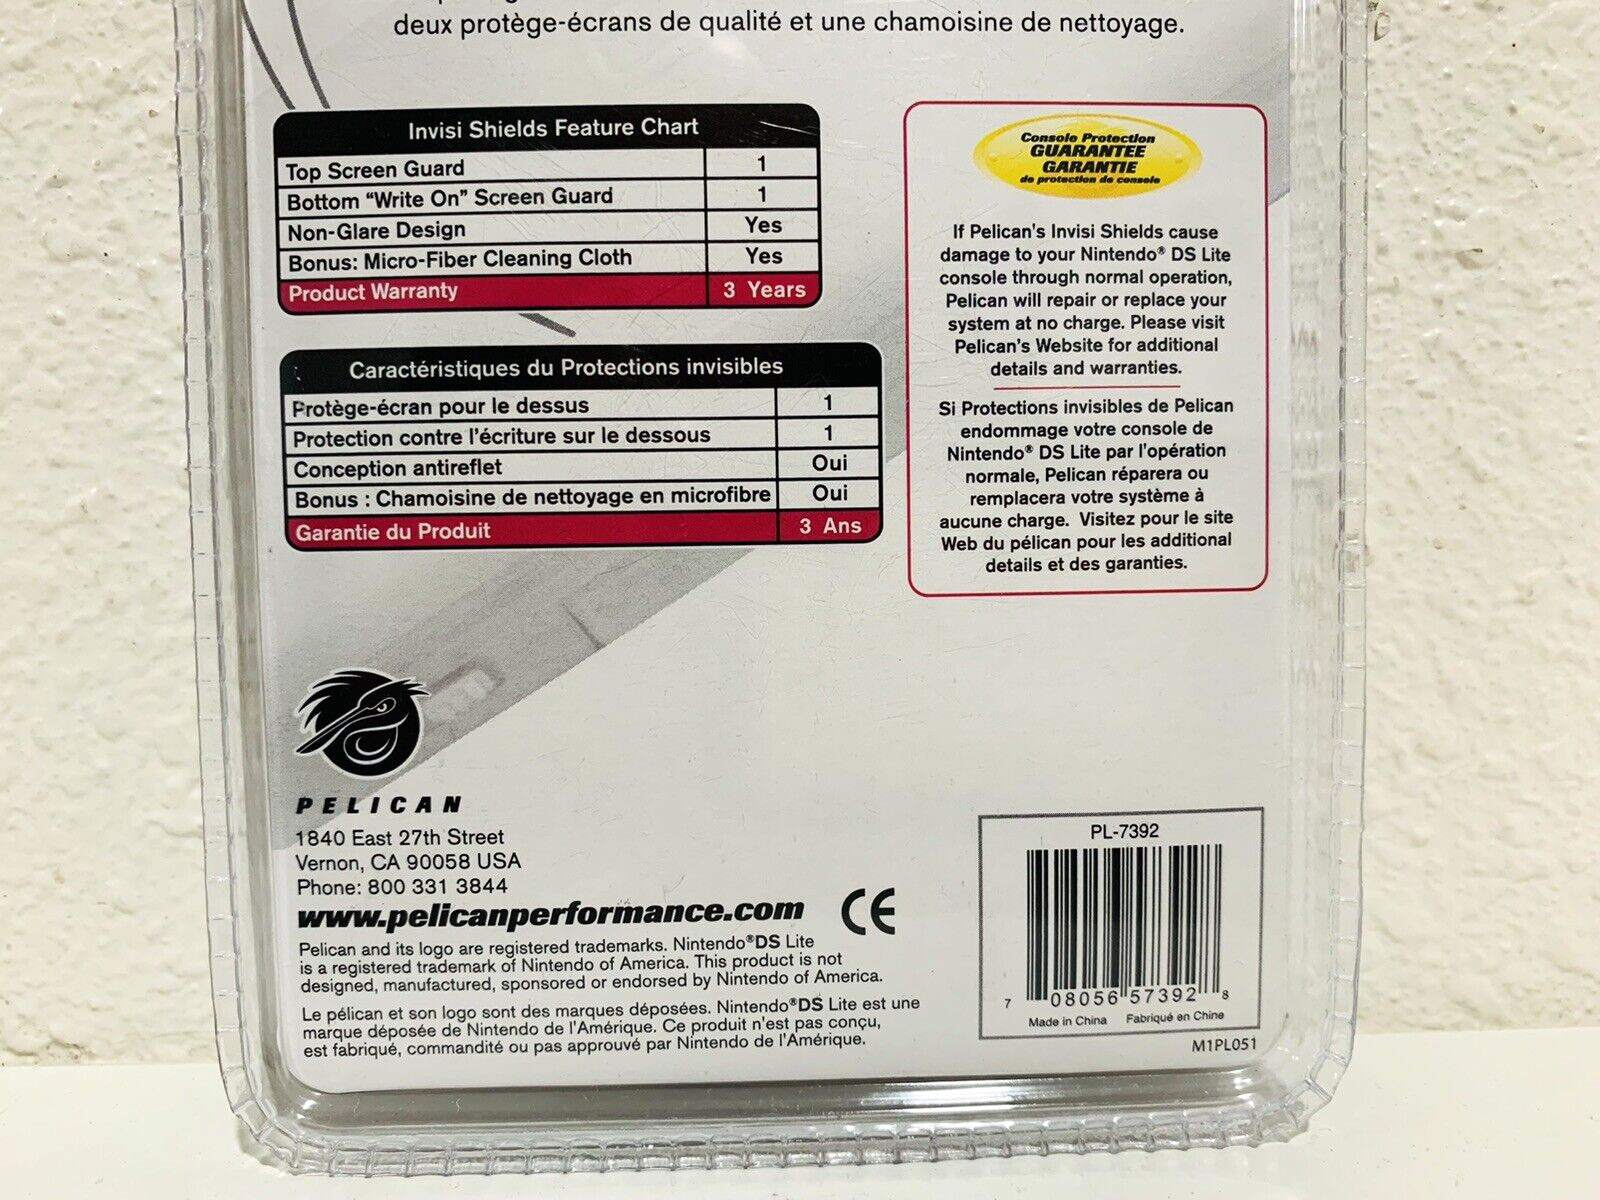 deux protège-écrans de qualité et une chamoisine de nettoyage.
Invisi Shields Feature Chart
Top Screen Guard 1
Bottom “Write On” Screen Guard 1
Non-Glare Design Yes
Bonus: Micro-Fiber Cleaning Cloth Yes
Product Warranty 3 Years
Caractéristiques du Protections invisibles
Protège-écran pour le dessus 1
Protection contre l'écriture sur le dessous 1
Conception antireflet Oui
Bonus : Chamoisine de nettoyage en microfibre Oui
Garantie du Produit 3 Ans
Console Protection
GUARANTEE
GARANTIE
de protection de console
If Pelican's Invisi Shields cause
damage to your Nintendo® DS Lite
console through normal operation,
Pelican will repair or replace your
system at no charge. Please visit
Pelican's Website for additional
details and warranties.
Si Protections invisibles de Pelican
endommage votre console de
Nintendo® DS Lite par l'opération
normale, Pelican réparera ou
remplacera votre système à
aucune charge. Visitez pour le site
Web du pélican pour les additional
details et des garanties.
PELICAN
1840 East 27th Street
Vernon, CA 90058 USA
Phone: 800 331 3844
www.pelicanperformance.com
CE
Pelican and its logo are registered trademarks. Nintendo®DS Lite
is a registered trademark of Nintendo of America. This product is not
designed, manufactured, sponsored or endorsed by Nintendo of America.
Le pélican et son logo sont des marques déposées. Nintendo®DS Lite est une
marque déposée de Nintendo de l'Amérique. Ce produit n'est pas conçu,
est fabriqué, commandité ou pas approuvé par Nintendo de l'Amérique.
PL-7392
7 08056 57392 8
Made in China Fabriqué en Chine
M1PL051